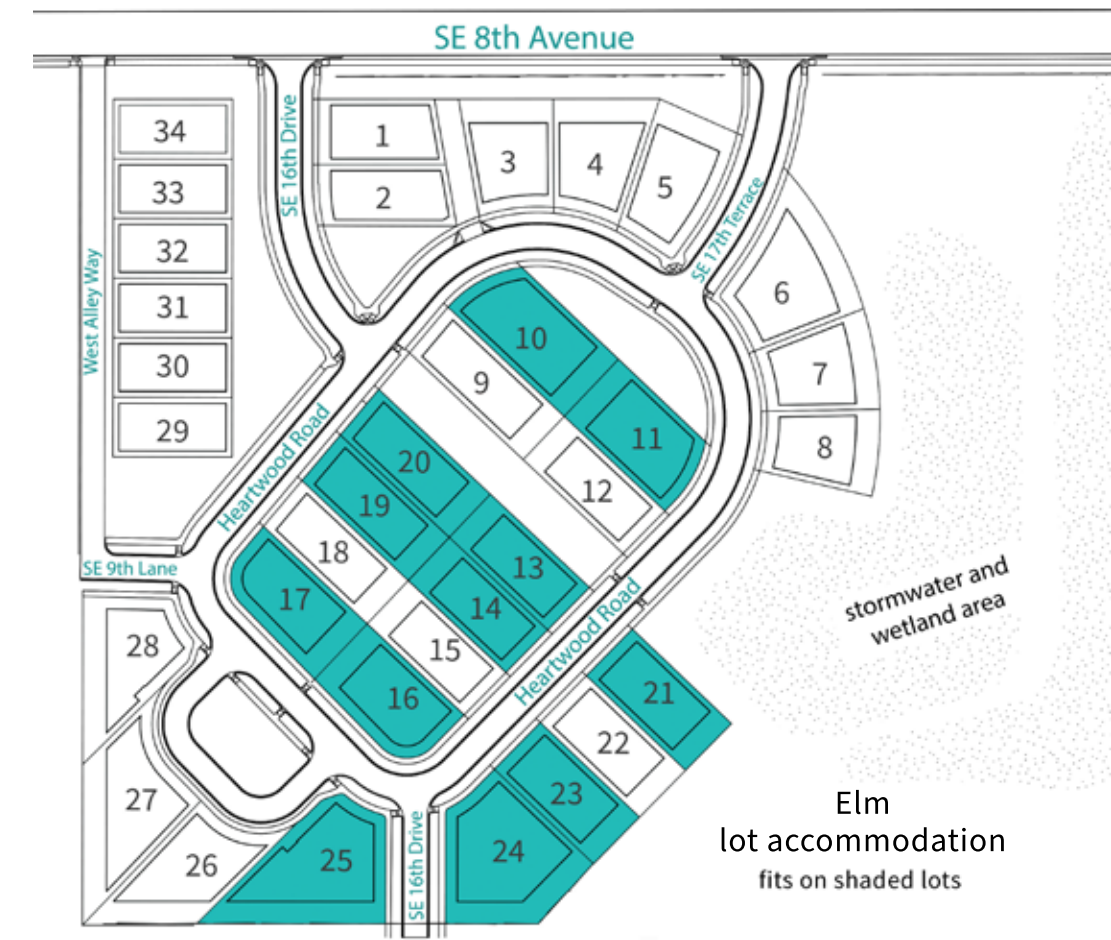 SE 8th Avenue
SE 16th Drive
SE 17th Terrace
West Alley Way
34
33
32
31
30
29
1
2
3
4
5
6
7
8
10
9
11
12
20
19
18
17
13
14
15
16
Heartwood Road
Heartwood Road
SE 9th Lane
28
27
26
25
SE 16th Drive
24
23
22
21
stormwater and
wetland area
Elm
lot accommodation
fits on shaded lots